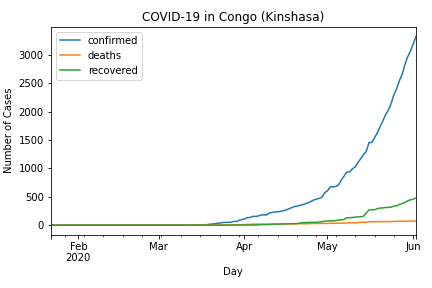 COVID-19 in Congo (Kinshasa)
confirmed
deaths
recovered
Number of Cases
3000
2500
2000
1500
1000
500
0
Feb Mar Apr May Jun
2020
Day